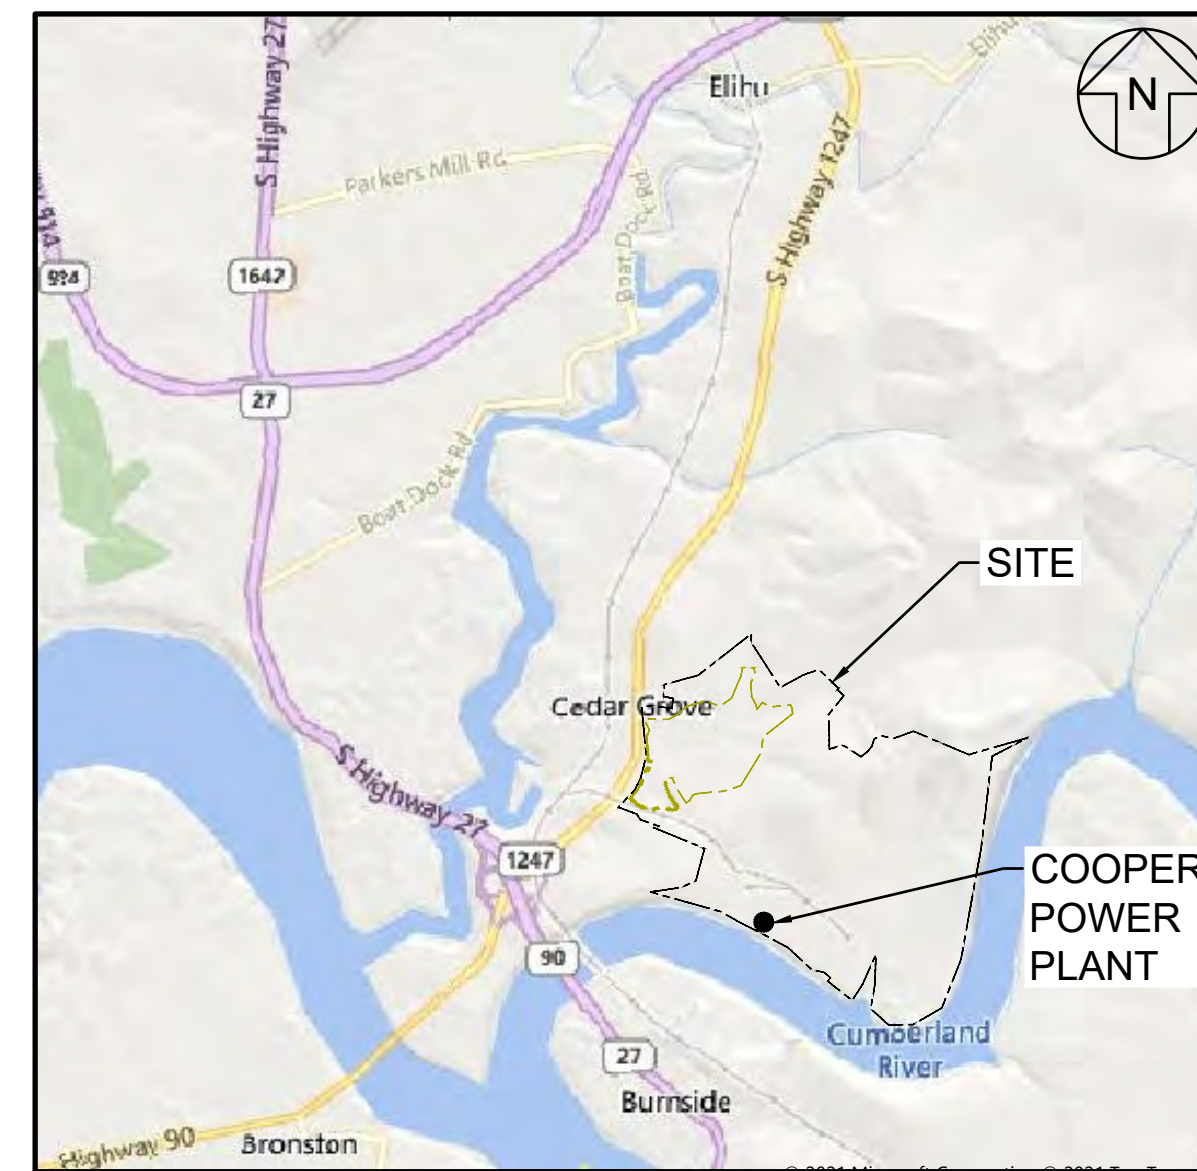 S Highway 27
Elihu
Elihu
N
Parkers Mill Rd
S Highway 1247
Boat Dock Rd
914
1642
27
Boat Dock Rd
SITE
Cedar Grove
S Highway 27
1247
COOPER
POWER
PLANT
90
Cumberland
River
27
Burnside
Highway 90
Bronston